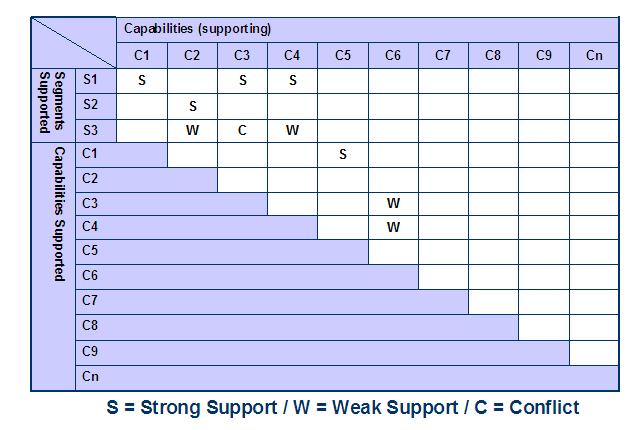 Capabilities (supporting)
C1 C2 C3 C4 C5 C6 C7 C8 C9 Cn
Segments Supported
S1 S S S
S2 S
S3 W C W
Capabilities Supported
C1 S
C2
C3 W
C4 W
C5
C6
C7
C8
C9
Cn
S = Strong Support / W = Weak Support / C = Conflict